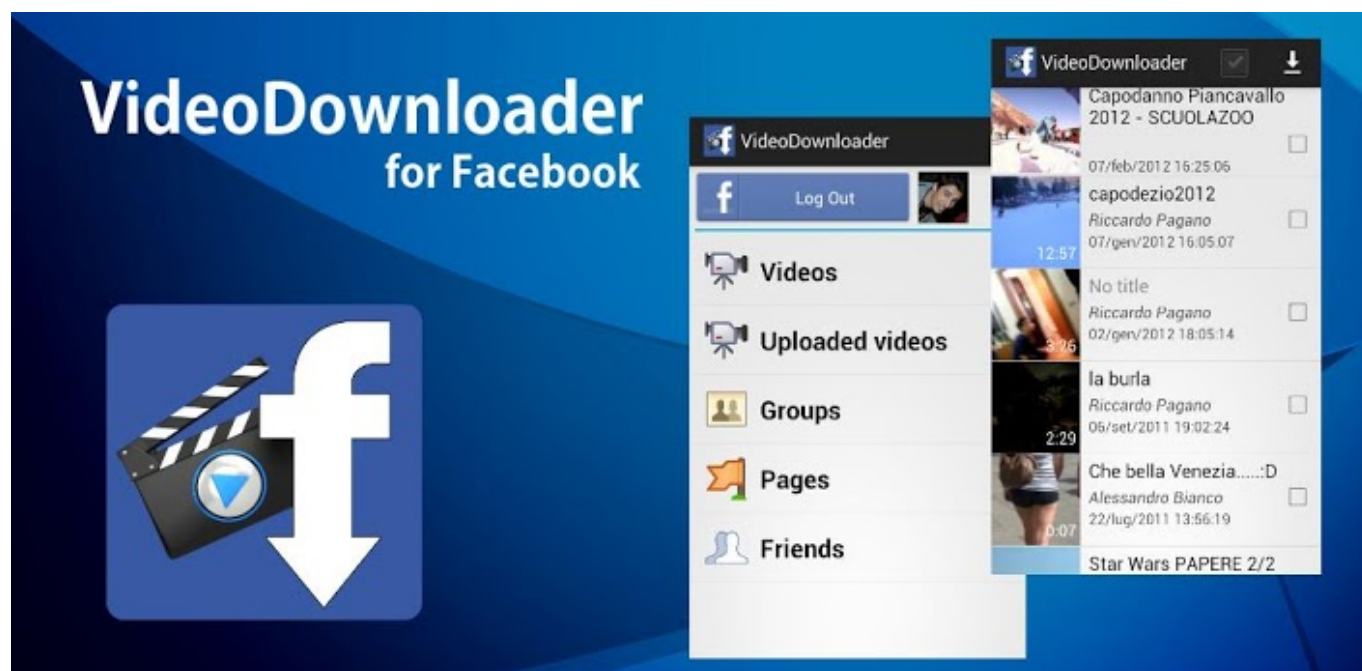 VideoDownloader
for Facebook
f
VideoDownloader
f
Log Out
Videos
Uploaded videos
Groups
Pages
Friends
VideoDownloader
Capodanno Piancavallo
2012 - SCUOLAZOO
07/feb/2012 16:25:06
capodezio2012
Riccardo Pagano
07/gen/2012 16:05:07
12:57
No title
Riccardo Pagano
02/gen/2012 18:05:14
3:26
la burla
Riccardo Pagano
06/set/2011 19:02:24
2:29
Che bella Venezia.....:D
Alessandro Bianco
22/lug/2011 13:56:19
0:07
Star Wars PAPERE 2/2